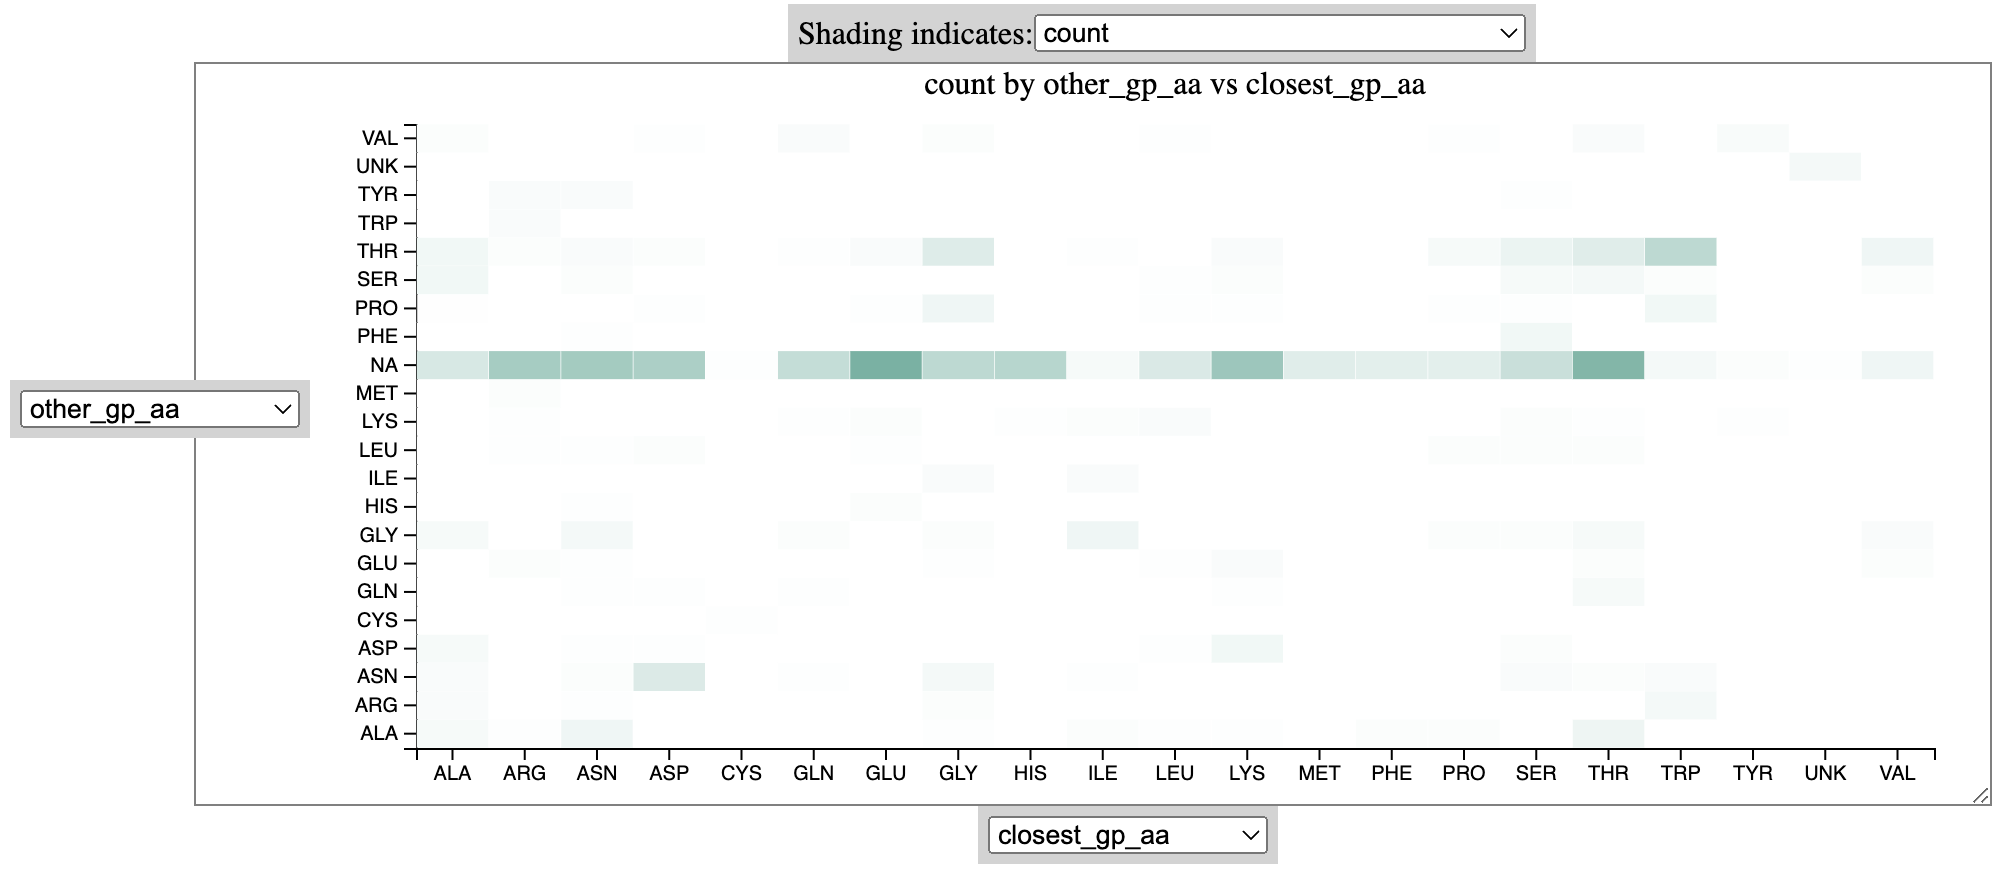 Shading indicates: count
count by other_gp_aa vs closest_gp_aa
VAL
UNK
TYR
TRP
THR
SER
PRO
PHE
NA
MET
other_gp_aa
LYS
LEU
ILE
HIS
GLY
GLU
GLN
CYS
ASP
ASN
ARG
ALA
ALA ARG ASN ASP CYS GLN GLU GLY HIS ILE LEU LYS MET PHE PRO SER THR TRP TYR UNK VAL
closest_gp_aa